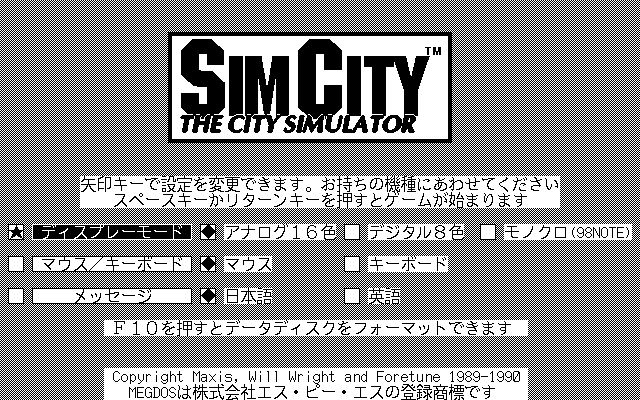 SIMCITY™
THE CITY SIMULATOR
矢印キーで設定を変更できます。お持ちの機種にあわせてください
スペースキーかリターンキーを押すとゲームが始まります
ディスプレーモード アナログ16色 デジタル8色 モノクロ(98NOTE)
マウス/キーボード マウス キーボード
メッセージ 日本語 英語
F10を押すとデータディスクをフォーマットできます
Copyright Maxis, Will Wright and Foretune 1989-1990
MEGDOSは株式会社エス・ピー・エスの登録商標です